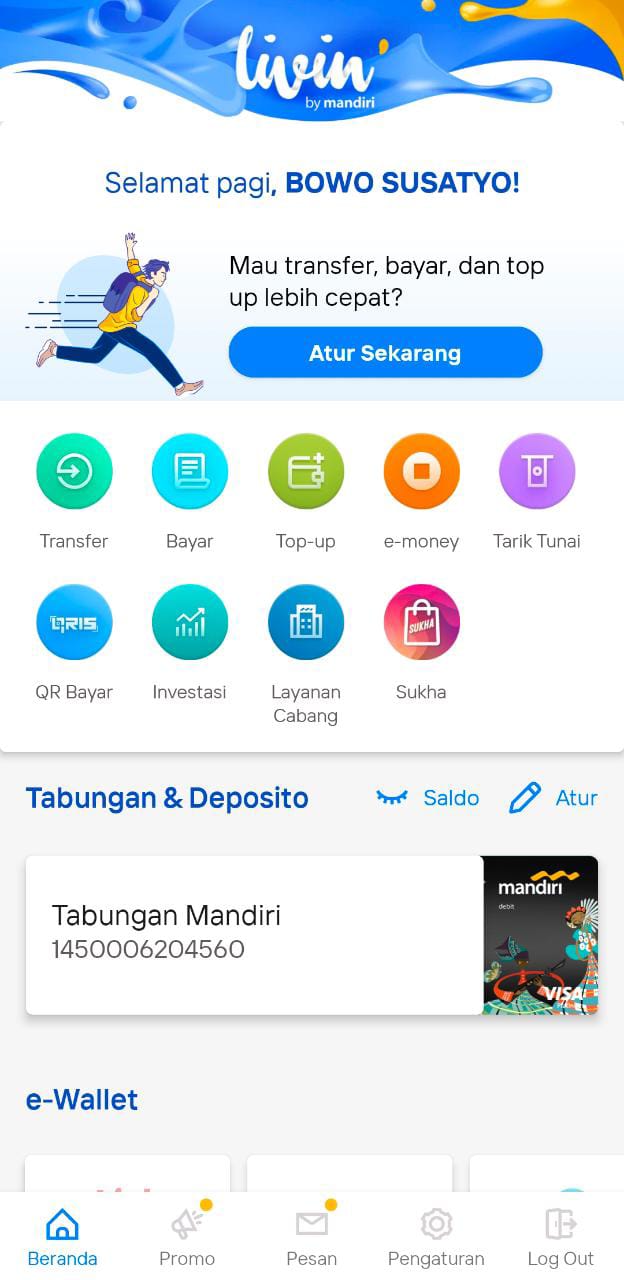 livin'
by mandiri
Selamat pagi, BOWO SUSATYO!
Mau transfer, bayar, dan top
up lebih cepat?
Atur Sekarang
Transfer
Bayar
Top-up
e-money
Tarik Tunai
QRIS
SUKHA
QR Bayar
Investasi
Layanan
Cabang
Sukha
Tabungan & Deposito
Saldo
Atur
Tabungan Mandiri
1450006204560
mandiri
debit
VISA
e-Wallet
Beranda
Promo
Pesan
Pengaturan
Log Out